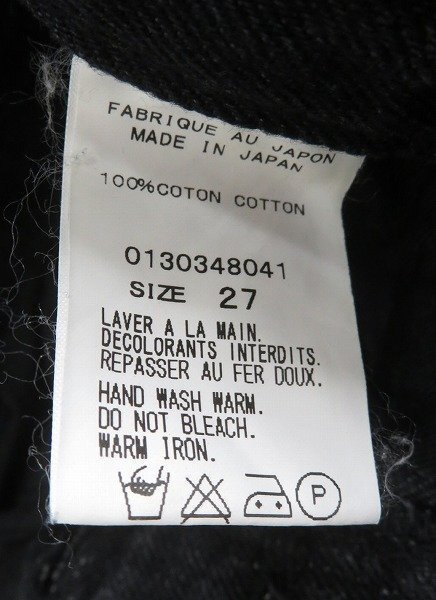 FABRIQUE AU JAPON
MADE IN JAPAN
100%COTON COTTON
0130348041
SIZE 27
LAVER A LA MAIN.
DECOLORANTS INTERDITS.
REPASSER AU FER DOUX.
HAND WASH WARM.
DO NOT BLEACH.
WARM IRON.
P